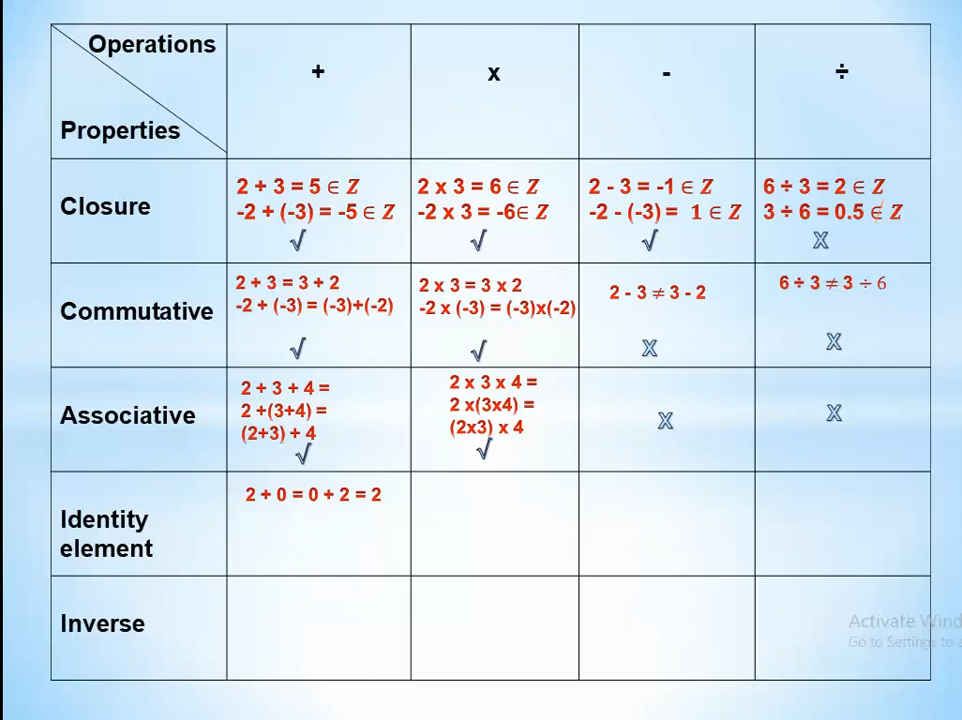 Operations
Properties
+
x
-
÷
Closure
2 + 3 = 5 ∈ Z
-2 + (-3) = -5 ∈ Z
√
2 x 3 = 6 ∈ Z
-2 x 3 = -6∈ Z
√
2 - 3 = -1 ∈ Z
-2 - (-3) = 1 ∈ Z
√
6 ÷ 3 = 2 ∈ Z
3 ÷ 6 = 0.5 ∉ Z
X
Commutative
2 + 3 = 3 + 2
-2 + (-3) = (-3)+(-2)
√
2 x 3 = 3 x 2
-2 x (-3) = (-3)x(-2)
√
2 - 3 ≠ 3 - 2
X
6 ÷ 3 ≠ 3 ÷ 6
X
Associative
2 + 3 + 4 =
2 +(3+4) =
(2+3) + 4
√
2 x 3 x 4 =
2 x(3x4) =
(2x3) x 4
√
X
X
Identity
element
2 + 0 = 0 + 2 = 2
Inverse
Activate Wind
Go to Settings to a